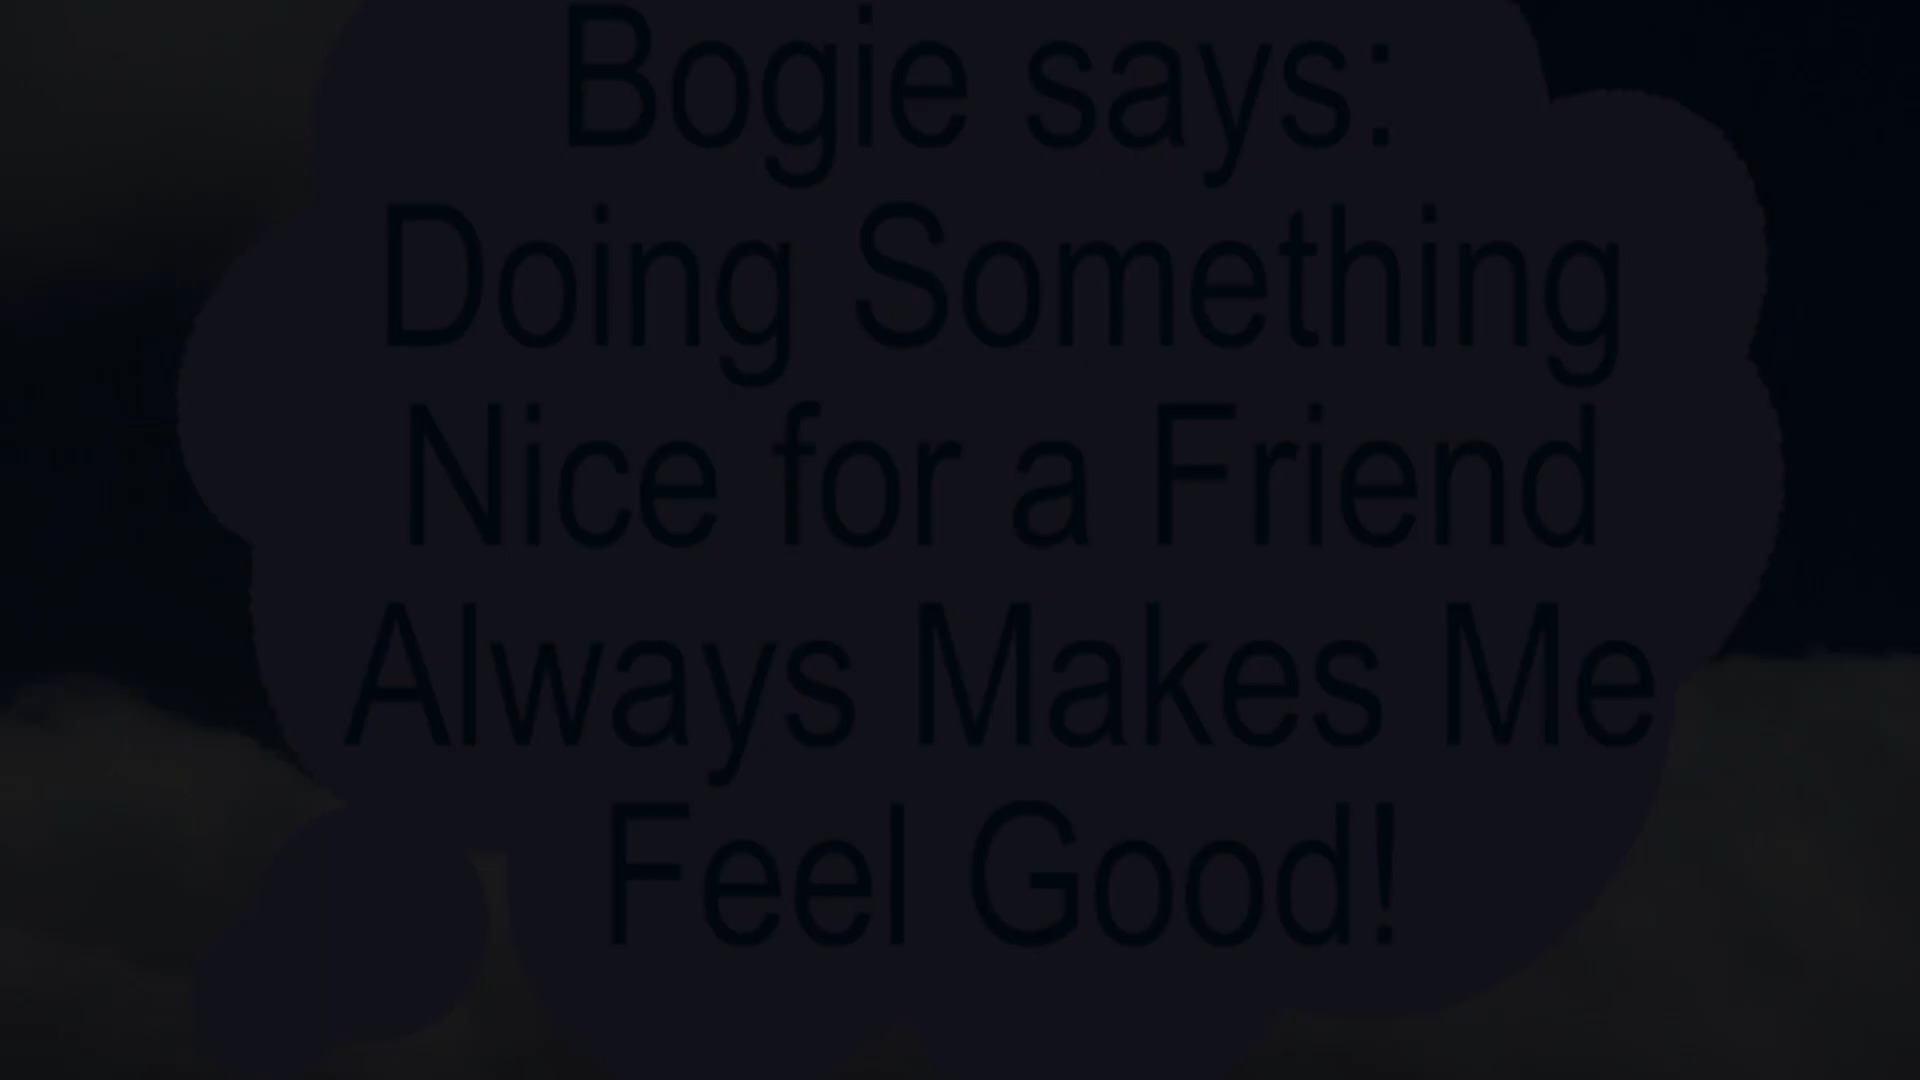 Bogie says:
Doing Something
Nice for a Friend
Always Makes Me
Feel Good!